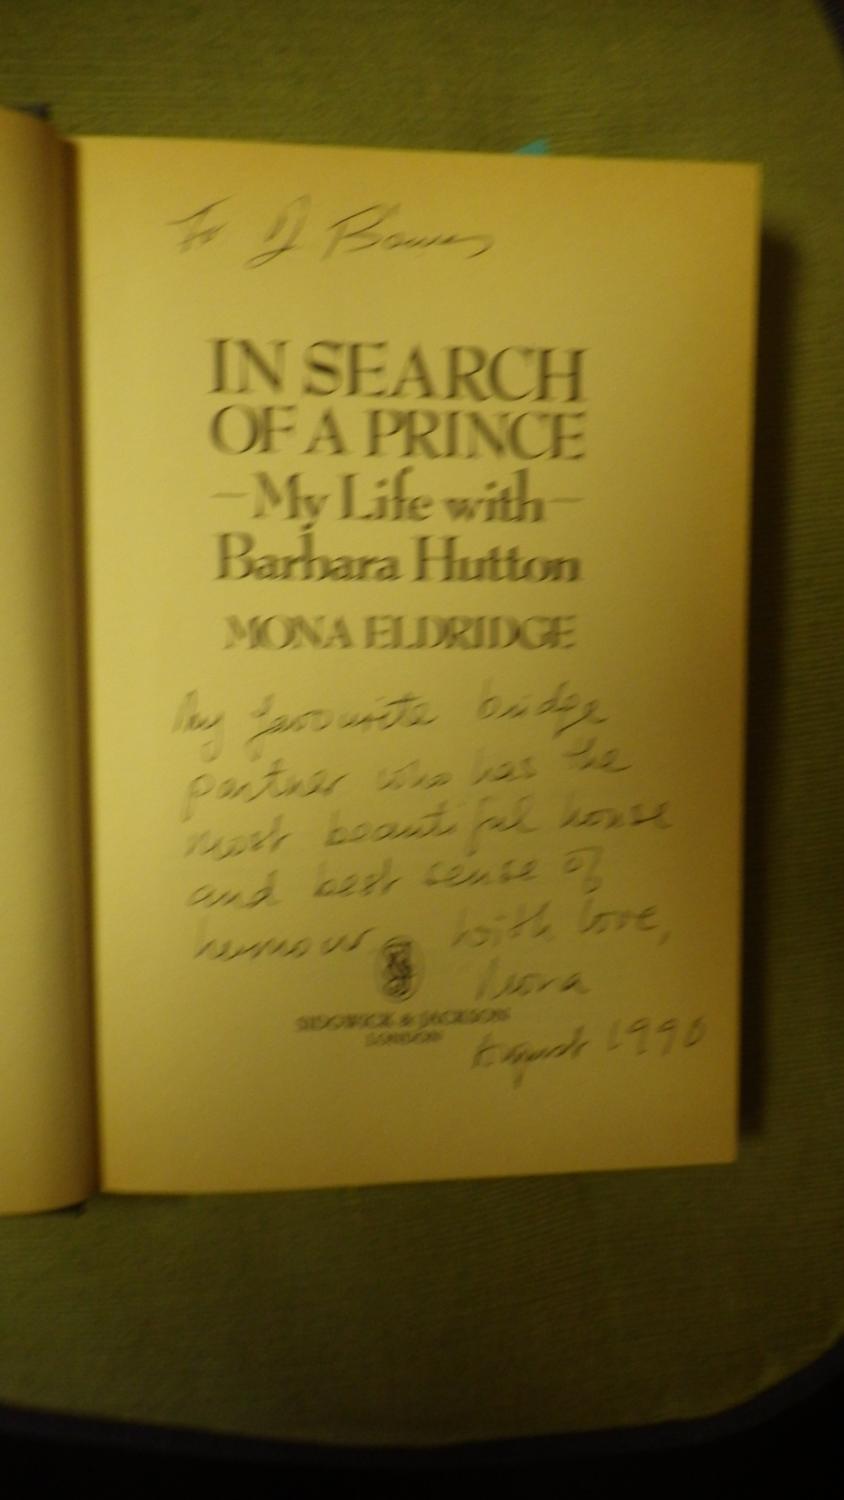 To
IN SEARCH
OF A PRINCE
—My Life with—
Barbara Hutton
MONA ELDRIDGE
My favourite bridge
partner who has the
most beautiful house
and best sense of
humour with love,
Mona
SIDGWICK & JACKSON
LONDON
August 1990